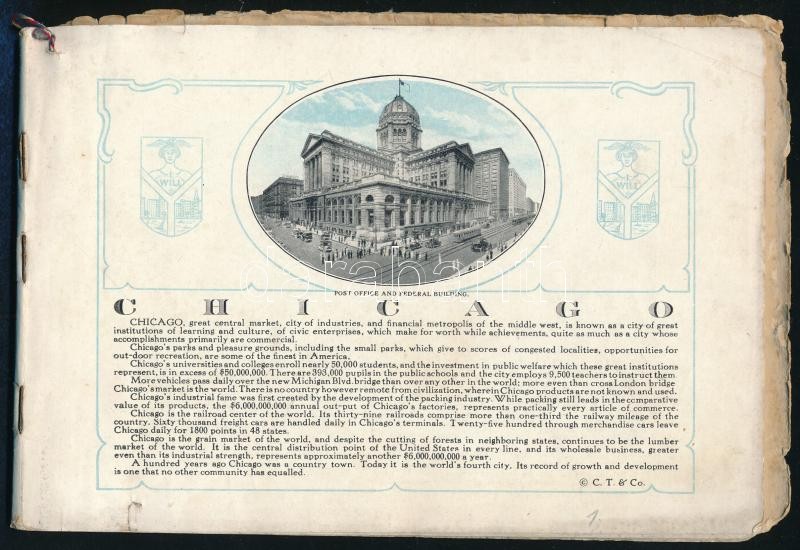 I
WILL
I
WILL
darabanth
POST OFFICE AND FEDERAL BUILDING.
CHICAGO
CHICAGO, great central market, city of industries, and financial metropolis of the middle west, is known as a city of great
institutions of learning and culture, of civic enterprises, which make for worth while achievements, quite as much as a city whose
accomplishments primarily are commercial.
Chicago's parks and pleasure grounds, including the small parks, which give to scores of congested localities, opportunities for
out-door recreation, are some of the finest in America.
Chicago's universities and colleges enroll nearly 50,000 students, and the investment in public welfare which these great institutions
represent, is in excess of $50,000,000. There are 393,000 pupils in the public schools and the city employs 9,500 teachers to instruct them.
More vehicles pass daily over the new Michigan Blvd. bridge than over any other in the world; more even than cross London bridge
Chicago's market is the world. There is no country however remote from civilization, wherein Chicago products are not known and used.
Chicago's industrial fame was first created by the development of the packing industry. While packing still leads in the comparative
value of its products, the $6,000,000,000 annual out-put of Chicago's factories, represents practically every article of commerce.
Chicago is the railroad center of the world. Its thirty-nine railroads comprise more than one-third the railway mileage of the
country. Sixty thousand freight cars are handled daily in Chicago's terminals. Twenty-five hundred through merchandise cars leave
Chicago daily for 1800 points in 48 states.
Chicago is the grain market of the world, and despite the cutting of forests in neighboring states, continues to be the lumber
market of the world. It is the central distribution point of the United States in every line, and its wholesale business, greater
even than its industrial strength, represents approximately another $6,000,000,000 a year.
A hundred years ago Chicago was a country town. Today it is the world's fourth city. Its record of growth and development
is one that no other community has equalled.
© C. T. & Co.
1.